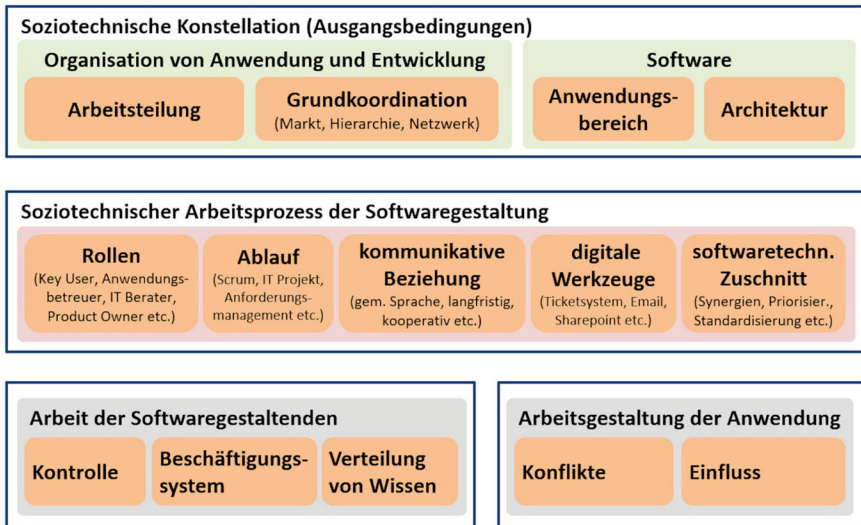 Soziotechnische Konstellation (Ausgangsbedingungen)
Organisation von Anwendung und Entwicklung
Arbeitsteilung
Grundkoordination
(Markt, Hierarchie, Netzwerk)
Software
Anwendungs-
bereich
Architektur
Soziotechnischer Arbeitsprozess der Softwaregestaltung
Rollen
(Key User, Anwendungs-
betreuer, IT Berater,
Product Owner etc.)
Ablauf
(Scrum, IT Projekt,
Anforderungs-
management etc.)
kommunikative
Beziehung
(gem. Sprache, langfristig,
kooperativ etc.)
digitale
Werkzeuge
(Ticketsystem, Email,
Sharepoint etc.)
softwaretechn.
Zuschnitt
(Synergien, Priorisier.,
Standardisierung etc.)
Arbeit der Softwaregestaltenden
Kontrolle
Beschäftigungs-
system
Verteilung
von Wissen
Arbeitsgestaltung der Anwendung
Konflikte
Einfluss